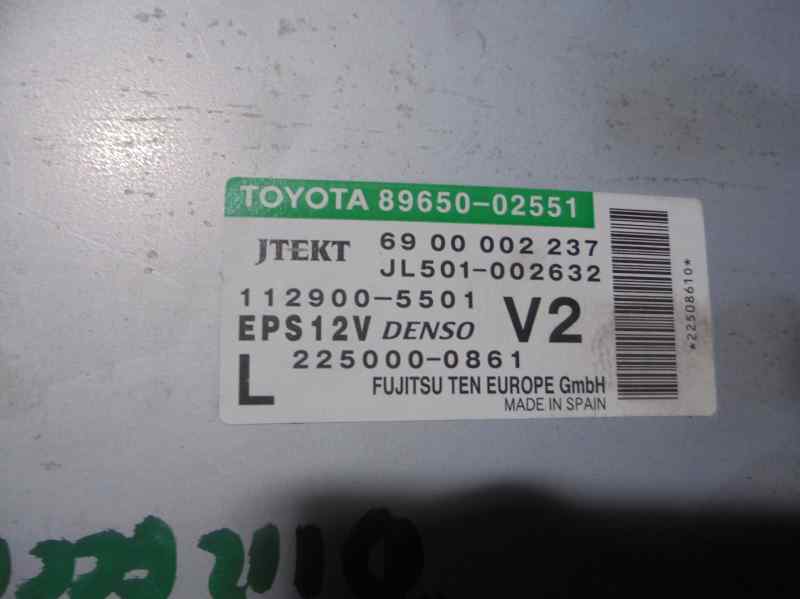 TOYOTA 89650-02551
JTEKT 69 00 002 237
JL501-002632
112900-5501
EPS12V DENSO V2
L 225000-0861
FUJITSU TEN EUROPE GmbH
MADE IN SPAIN
*22508610*